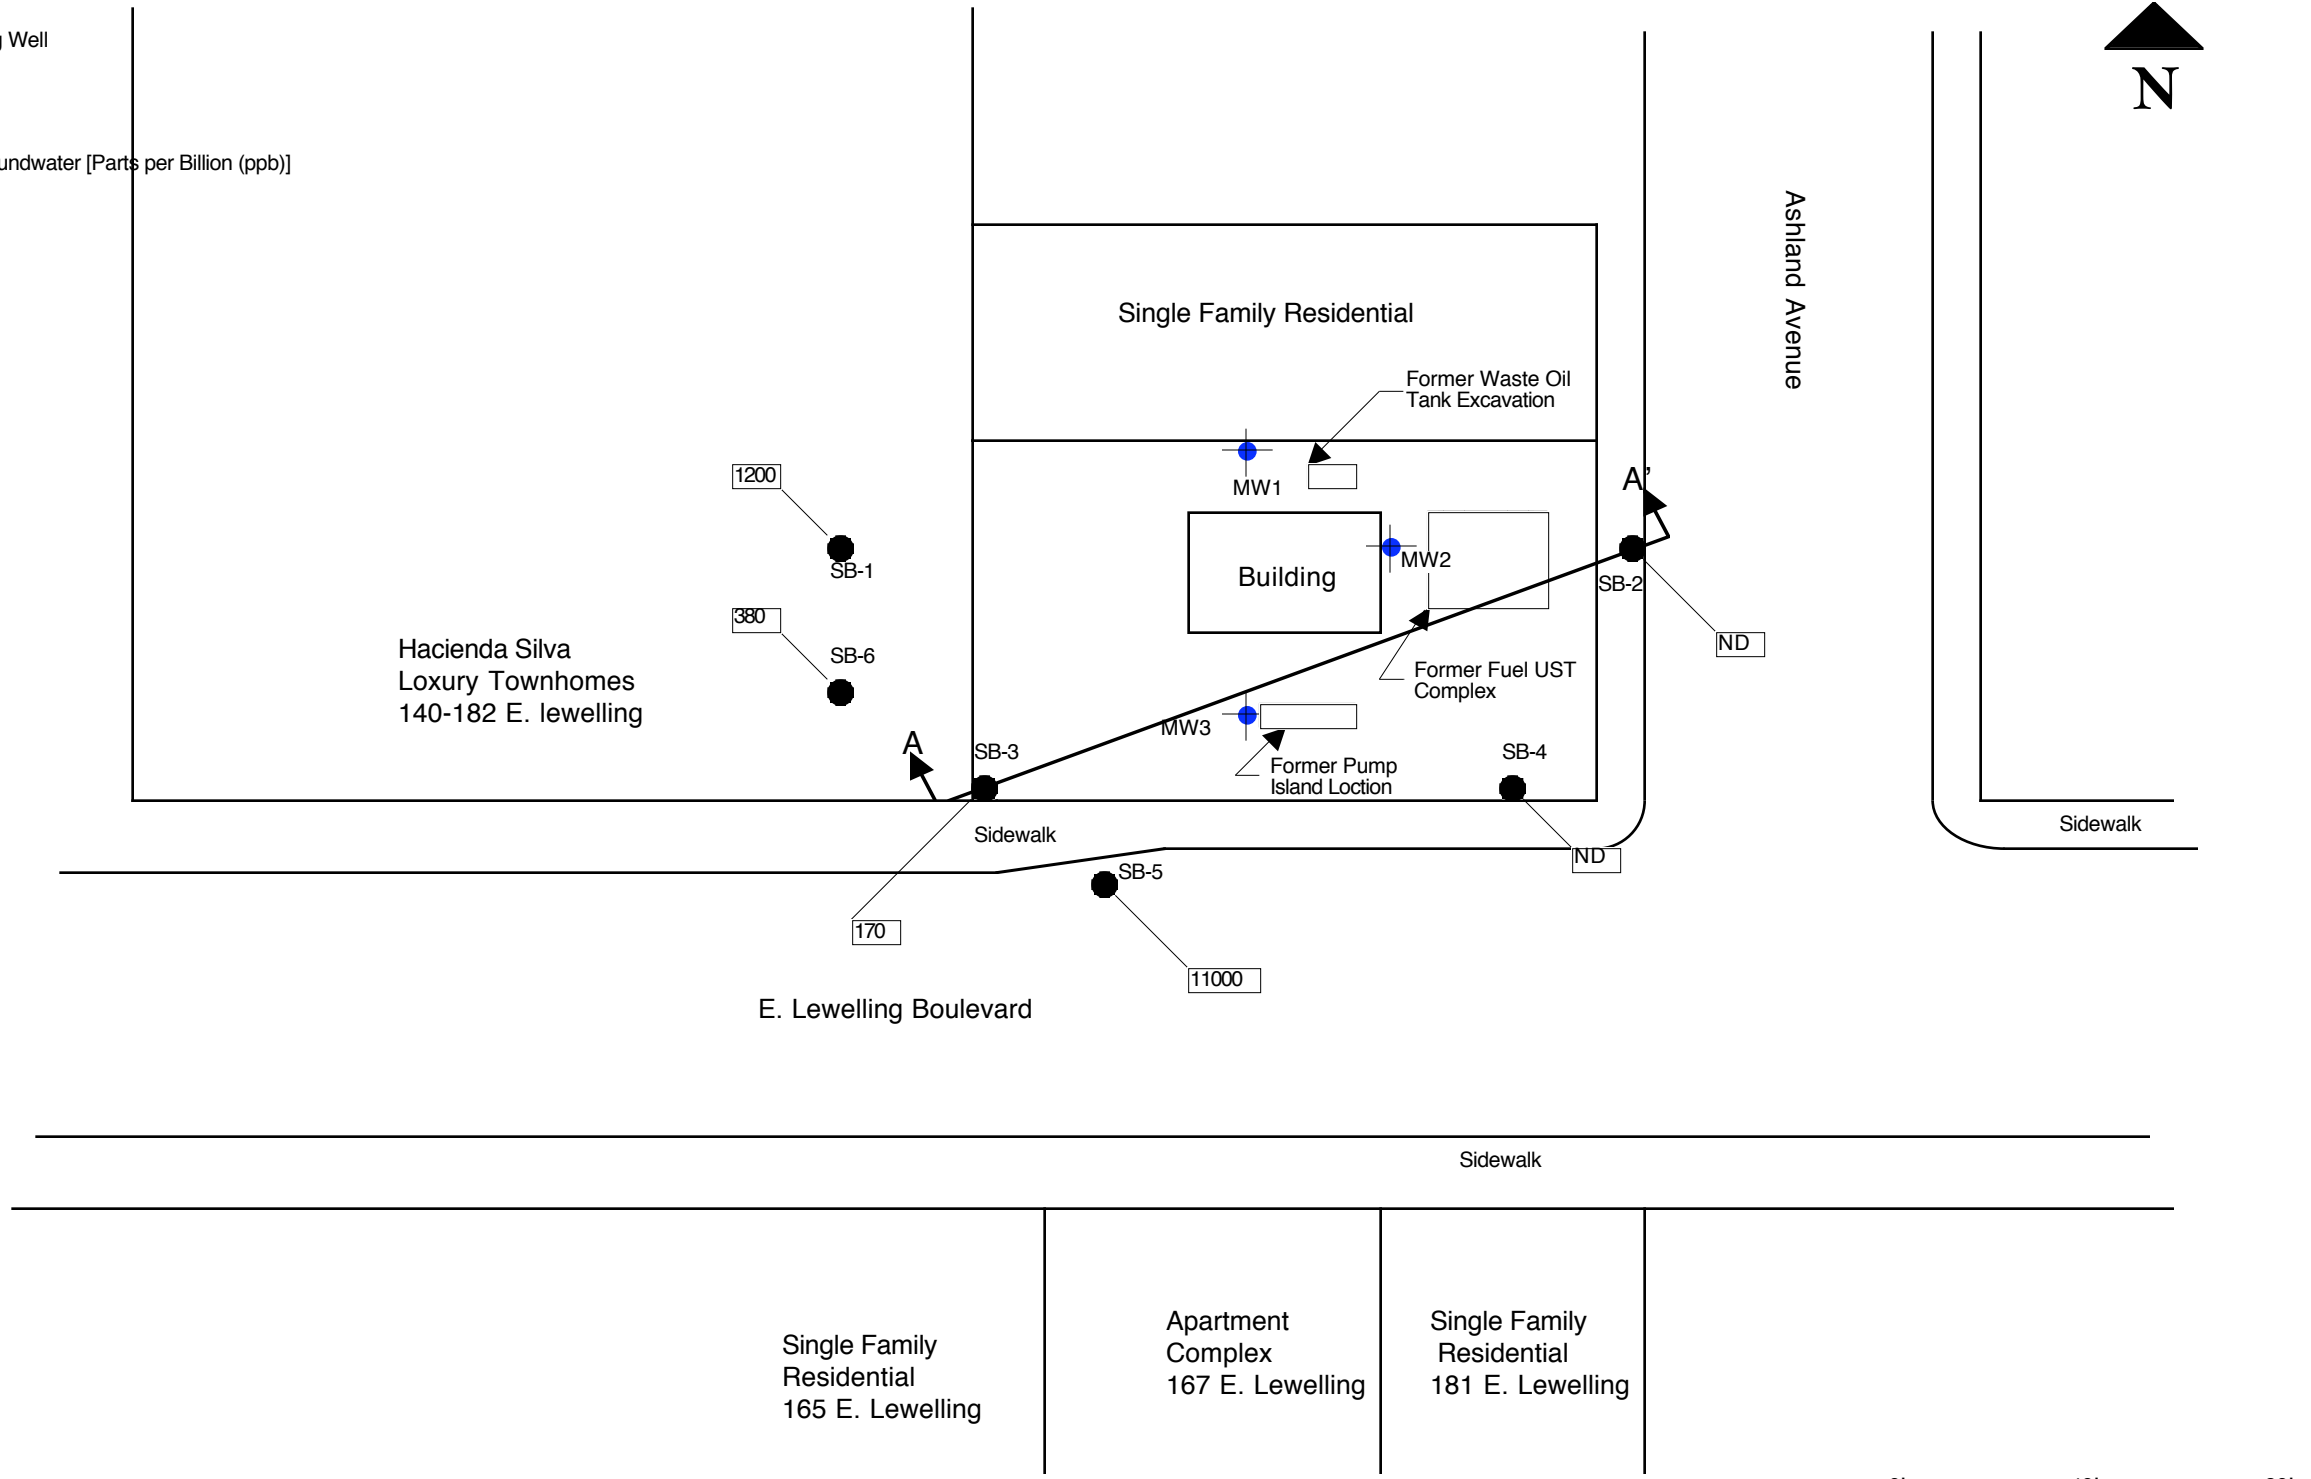 g Well
N
undwater [Parts per Billion (ppb)]
Ashland Avenue
Single Family Residential
Former Waste Oil
Tank Excavation
1200
MW1
A'
SB-1
Building
MW2
SB-2
380
SB-6
ND
Hacienda Silva
Loxury Townhomes
140-182 E. lewelling
Former Fuel UST
Complex
A
SB-3
MW3
SB-4
Former Pump
Island Loction
Sidewalk
Sidewalk
ND
SB-5
170
11000
E. Lewelling Boulevard
Sidewalk
Single Family
Residential
165 E. Lewelling
Apartment
Complex
167 E. Lewelling
Single Family
Residential
181 E. Lewelling